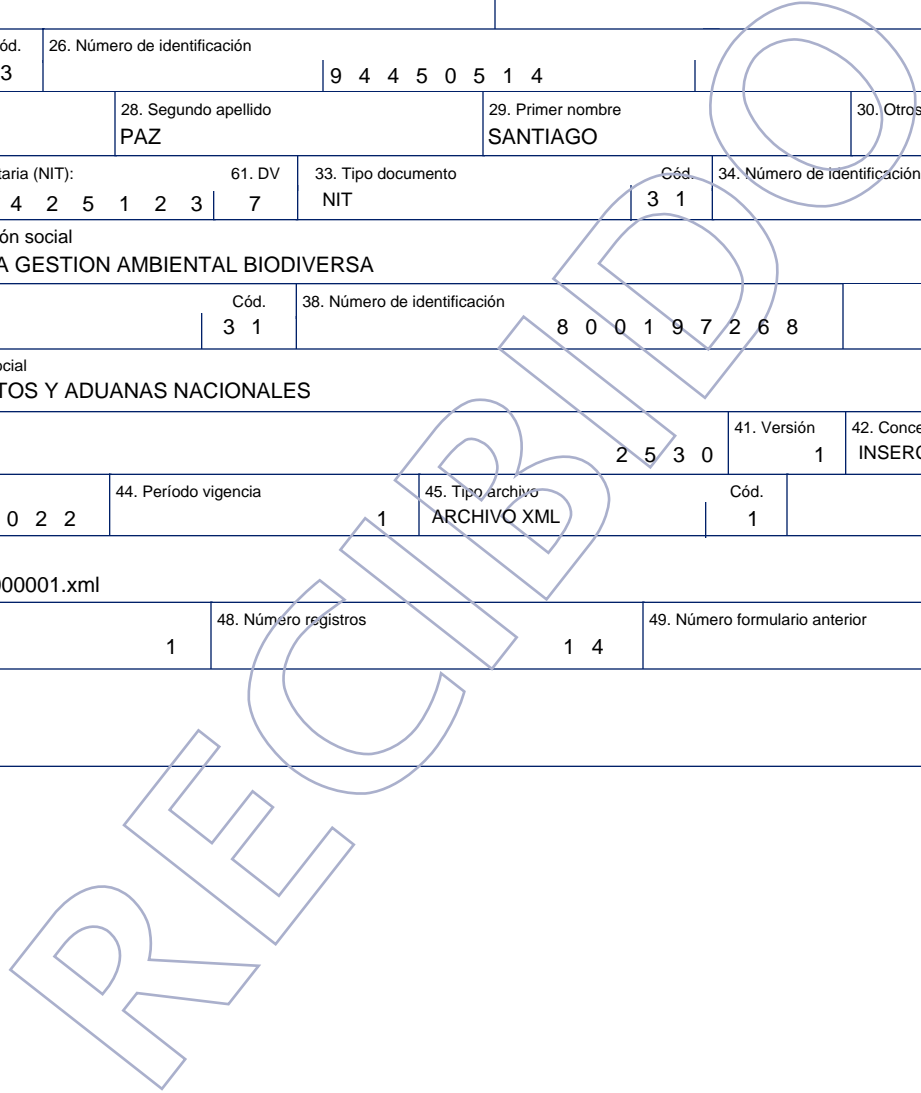 ód. 26. Número de identificación
3 9 4 4 5 0 5 1 4
28. Segundo apellido 29. Primer nombre 30. Otros
PAZ SANTIAGO
taria (NIT): 61. DV 33. Tipo documento Cód. 34. Número de identificación
4 2 5 1 2 3 7 NIT 3 1
ón social
A GESTION AMBIENTAL BIODIVERSA
Cód. 38. Número de identificación
3 1 8 0 0 1 9 7 2 6 8
ocial
TOS Y ADUANAS NACIONALES
41. Versión 42. Conce
2 5 3 0 1 INSERC
44. Período vigencia 45. Tipo archivo Cód.
0 2 2 1 ARCHIVO XML 1
000001.xml
48. Número registros 49. Número formulario anterior
1 1 4
RECIBIDO